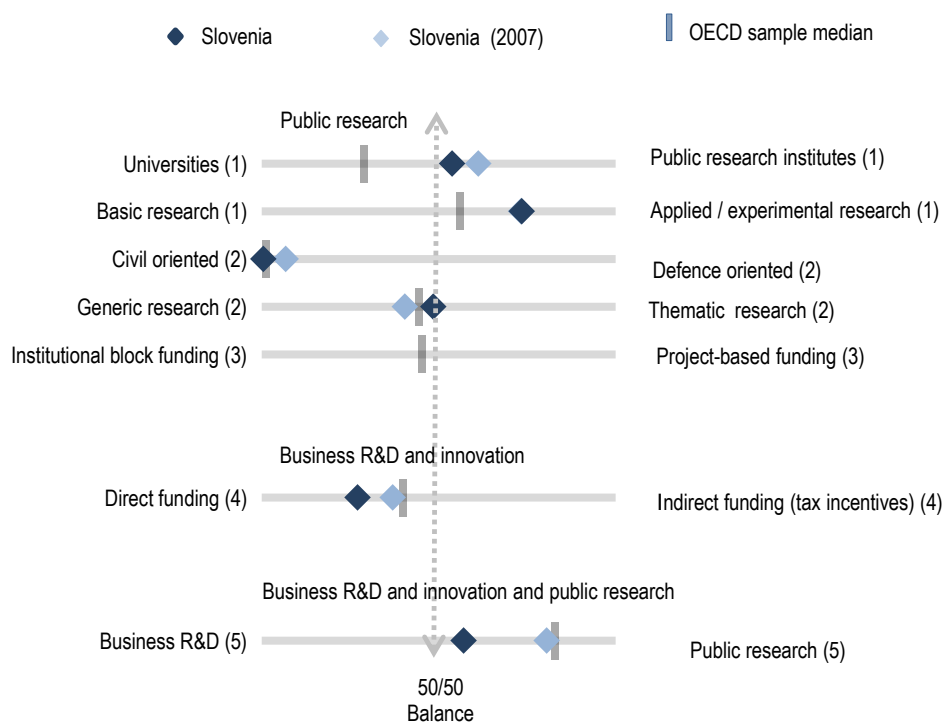 Slovenia
Slovenia (2007)
OECD sample median
Public research
Universities (1)
Public research institutes (1)
Basic research (1)
Applied / experimental research (1)
Civil oriented (2)
Defence oriented (2)
Generic research (2)
Thematic research (2)
Institutional block funding (3)
Project-based funding (3)
Business R&D and innovation
Direct funding (4)
Indirect funding (tax incentives) (4)
Business R&D and innovation and public research
Business R&D (5)
Public research (5)
50/50
Balance